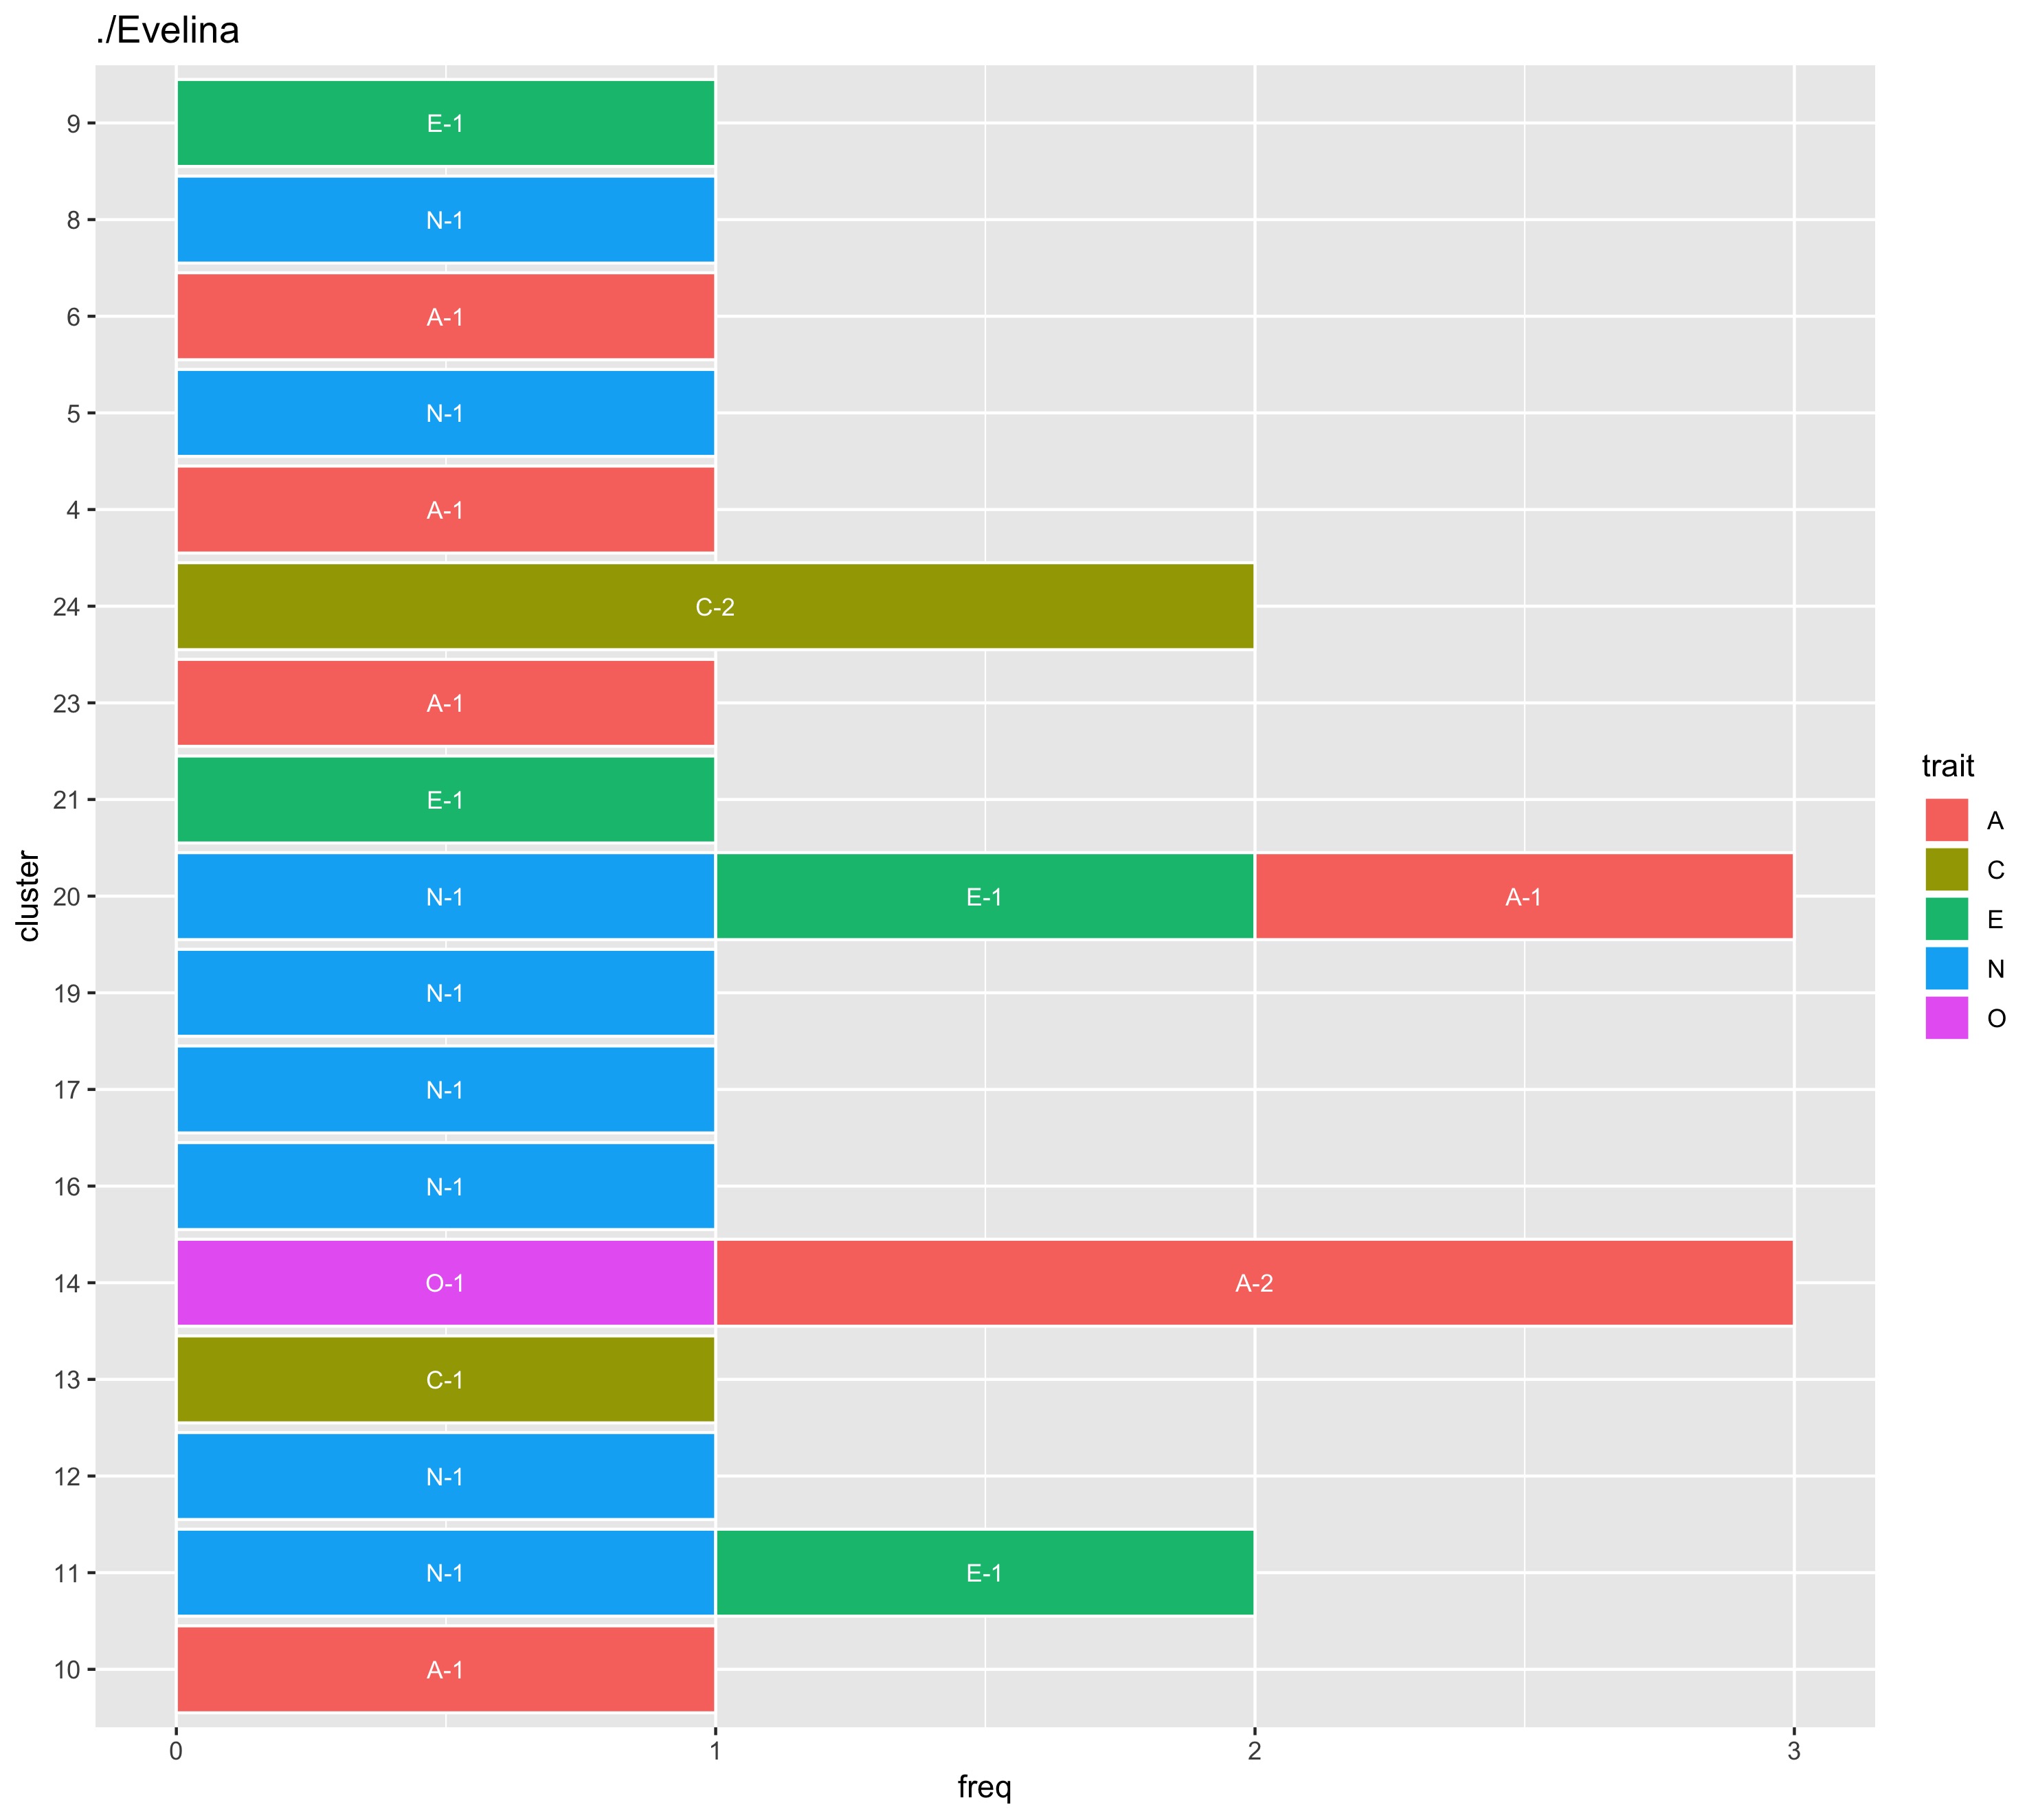 ./Evelina
9 E-1
8 N-1
6 A-1
5 N-1
4 A-1
24 C-2
23 A-1
21 E-1
20 N-1 E-1 A-1
19 N-1
17 N-1
16 N-1
14 O-1 A-2
13 C-1
12 N-1
11 N-1 E-1
10 A-1
0 1 2 3
freq
cluster
trait
A
C
E
N
O